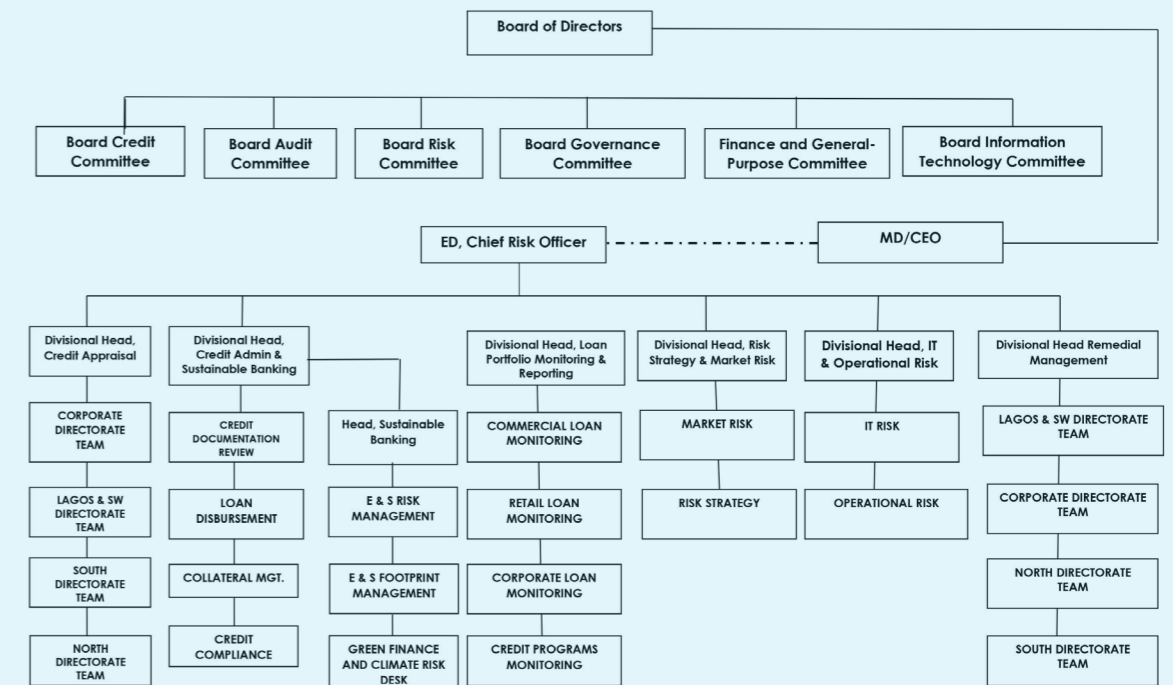 Board of Directors
Board Credit
Committee
Board Audit
Committee
Board Risk
Committee
Board Governance
Committee
Finance and General-
Purpose Committee
Board Information
Technology Committee
ED, Chief Risk Officer
MD/CEO
Divisional Head,
Credit Appraisal
CORPORATE
DIRECTORATE
TEAM
LAGOS & SW
DIRECTORATE
TEAM
SOUTH
DIRECTORATE
TEAM
NORTH
DIRECTORATE
TEAM
Divisional Head,
Credit Admin &
Sustainable Banking
CREDIT
DOCUMENTATION
REVIEW
LOAN
DISBURSEMENT
COLLATERAL MGT.
CREDIT
COMPLIANCE
Head, Sustainable
Banking
E & S RISK
MANAGEMENT
E & S FOOTPRINT
MANAGEMENT
GREEN FINANCE
AND CLIMATE RISK
DESK
Divisional Head, Loan
Portfolio Monitoring &
Reporting
COMMERCIAL LOAN
MONITORING
RETAIL LOAN
MONITORING
CORPORATE LOAN
MONITORING
CREDIT PROGRAMS
MONITORING
Divisional Head, Risk
Strategy & Market Risk
MARKET RISK
RISK STRATEGY
Divisional Head, IT
& Operational Risk
IT RISK
OPERATIONAL RISK
Divisional Head Remedial
Management
LAGOS & SW DIRECTORATE
TEAM
CORPORATE DIRECTORATE
TEAM
NORTH DIRECTORATE
TEAM
SOUTH DIRECTORATE
TEAM